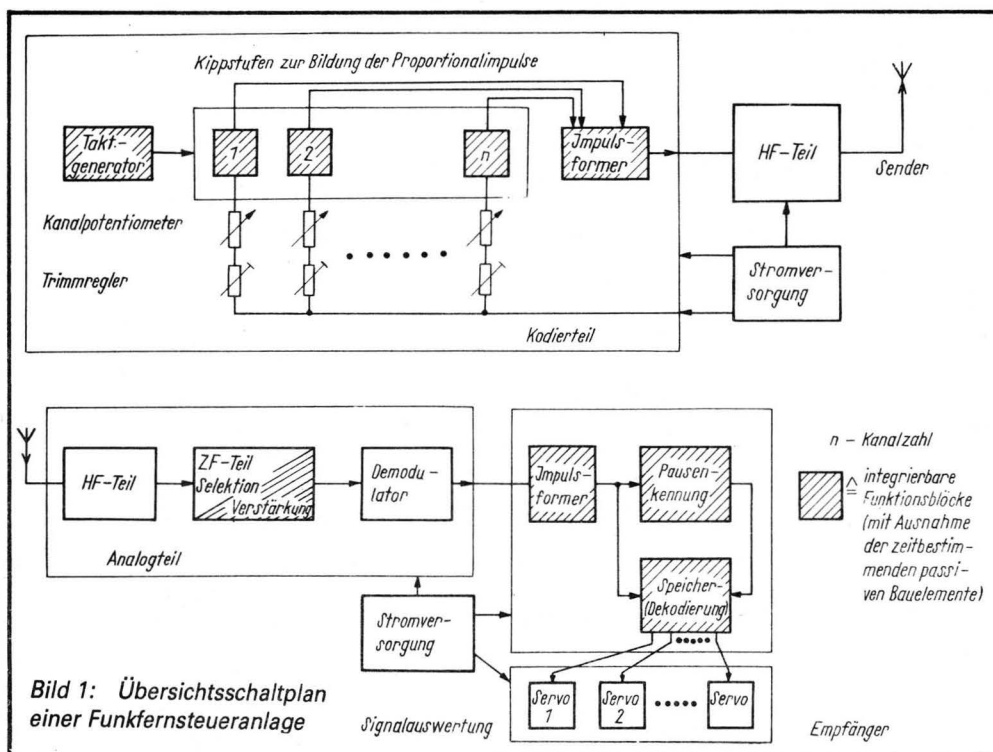 Kippstufen zur Bildung der Proportionalimpulse
Takt-
generator
1
2
n
Jmpuls-
former
HF-Teil
Sender
Kanalpotentiometer
Trimmregler
Stromver-
sorgung
Kodierteil
HF-Teil
ZF-Teil
Selektion
Verstärkung
Demodu-
lator
Analogteil
Jmpuls-
former
Pausen-
kennung
Speicher-
(Dekodierung)
Stromver-
sorgung
Servo
1
Servo
2
Servo
Signalauswertung
Empfänger
n – Kanalzahl
≙ integrierbare
Funktionsblöcke
(mit Ausnahme
der zeitbestim-
menden passi-
ven Bauelemente)
Bild 1: Übersichtsschaltplan
einer Funkfernsteueranlage